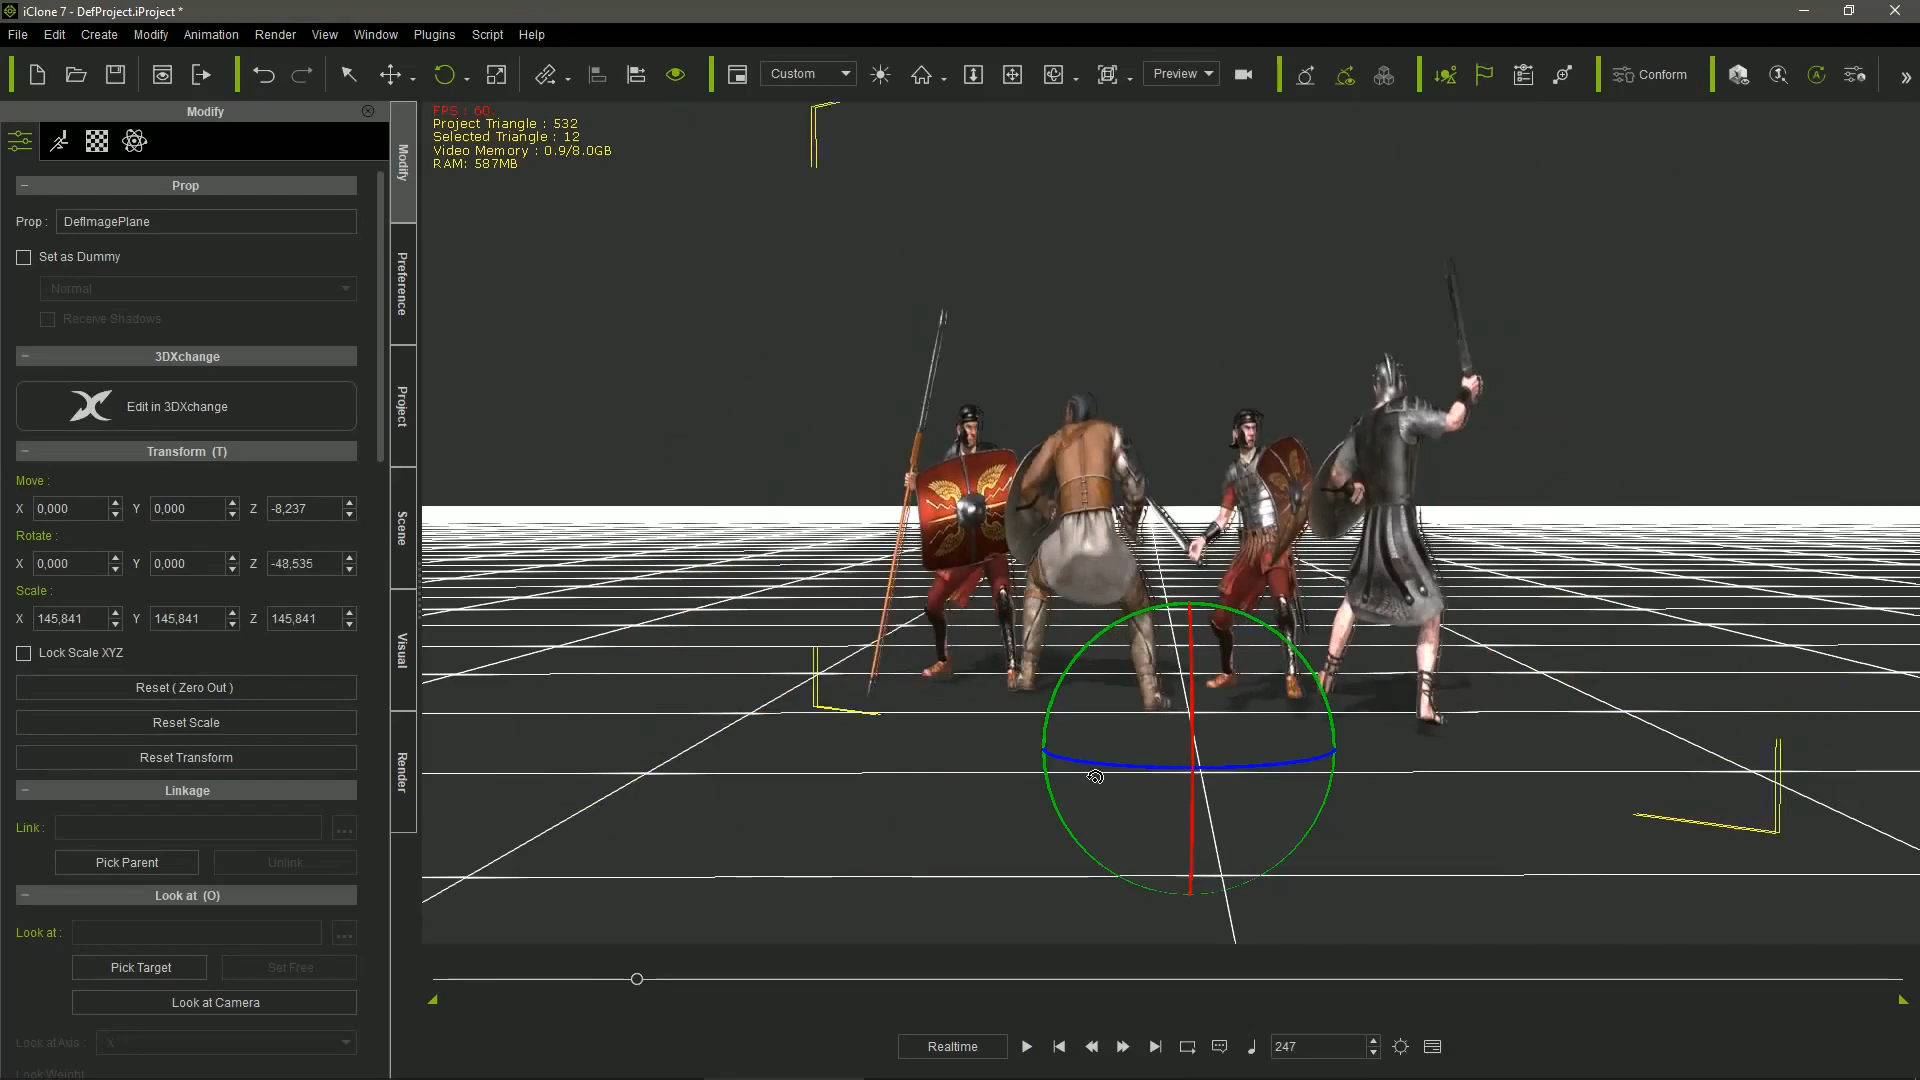 iClone 7 - DefProject.iProject *
File Edit Create Modify Animation Render View Window Plugins Script Help
Custom Preview Conform
Modify
Prop
Prop : DefImagePlane
Set as Dummy
Normal
Receive Shadows
3DXchange
Edit in 3DXchange
Transform (T)
Move :
X 0,000 Y 0,000 Z -8,237
Rotate :
X 0,000 Y 0,000 Z -48,535
Scale :
X 145,841 Y 145,841 Z 145,841
Lock Scale XYZ
Reset ( Zero Out )
Reset Scale
Reset Transform
Linkage
Link : ...
Pick Parent Unlink
Look at (O)
Look at : ...
Pick Target Set Free
Look at Camera
Look at Axis : X
Look Weight
Modify
Preference
Project
Scene
Visual
Render
FPS : 60
Project Triangle : 532
Selected Triangle : 12
Video Memory : 0.9/8.0GB
RAM: 587MB
Realtime 247